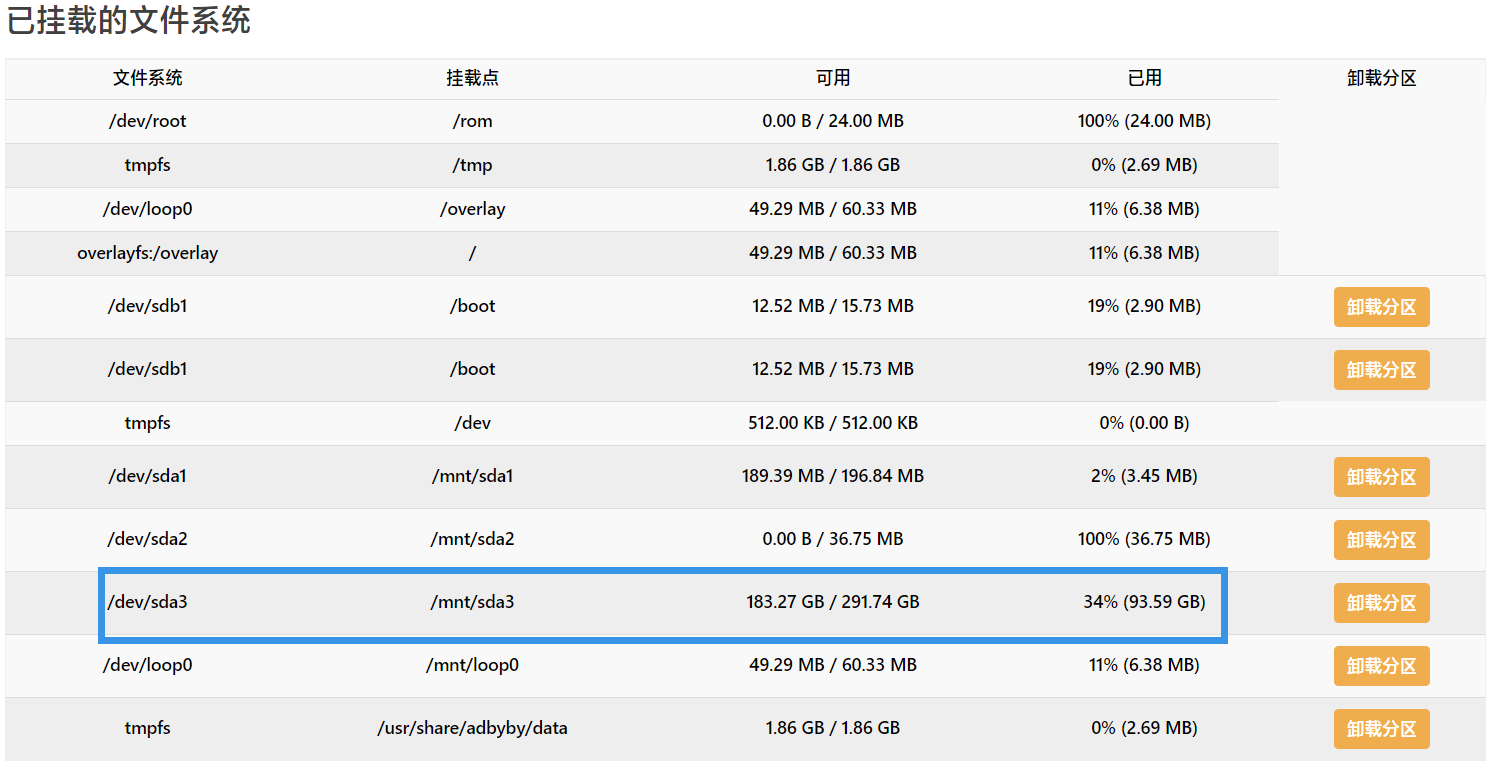 已挂载的文件系统
文件系统 挂载点 可用 已用 卸载分区
/dev/root /rom 0.00 B / 24.00 MB 100% (24.00 MB)
tmpfs /tmp 1.86 GB / 1.86 GB 0% (2.69 MB)
/dev/loop0 /overlay 49.29 MB / 60.33 MB 11% (6.38 MB)
overlayfs:/overlay / 49.29 MB / 60.33 MB 11% (6.38 MB)
/dev/sdb1 /boot 12.52 MB / 15.73 MB 19% (2.90 MB) 卸载分区
/dev/sdb1 /boot 12.52 MB / 15.73 MB 19% (2.90 MB) 卸载分区
tmpfs /dev 512.00 KB / 512.00 KB 0% (0.00 B)
/dev/sda1 /mnt/sda1 189.39 MB / 196.84 MB 2% (3.45 MB) 卸载分区
/dev/sda2 /mnt/sda2 0.00 B / 36.75 MB 100% (36.75 MB) 卸载分区
/dev/sda3 /mnt/sda3 183.27 GB / 291.74 GB 34% (93.59 GB) 卸载分区
/dev/loop0 /mnt/loop0 49.29 MB / 60.33 MB 11% (6.38 MB) 卸载分区
tmpfs /usr/share/adbyby/data 1.86 GB / 1.86 GB 0% (2.69 MB) 卸载分区